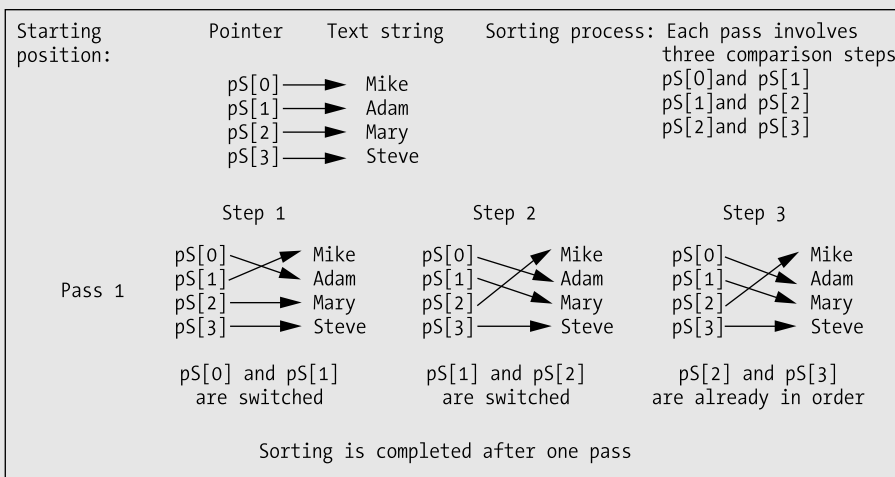 Starting Pointer Text string Sorting process: Each pass involves
position: three comparison steps
pS[0] Mike pS[0]and pS[1]
pS[1] Adam pS[1]and pS[2]
pS[2] Mary pS[2]and pS[3]
pS[3] Steve
Step 1 Step 2 Step 3
pS[0] Mike pS[0] Mike pS[0] Mike
pS[1] Adam pS[1] Adam pS[1] Adam
Pass 1
pS[2] Mary pS[2] Mary pS[2] Mary
pS[3] Steve pS[3] Steve pS[3] Steve
pS[0] and pS[1] pS[1] and pS[2] pS[2] and pS[3]
are switched are switched are already in order
Sorting is completed after one pass